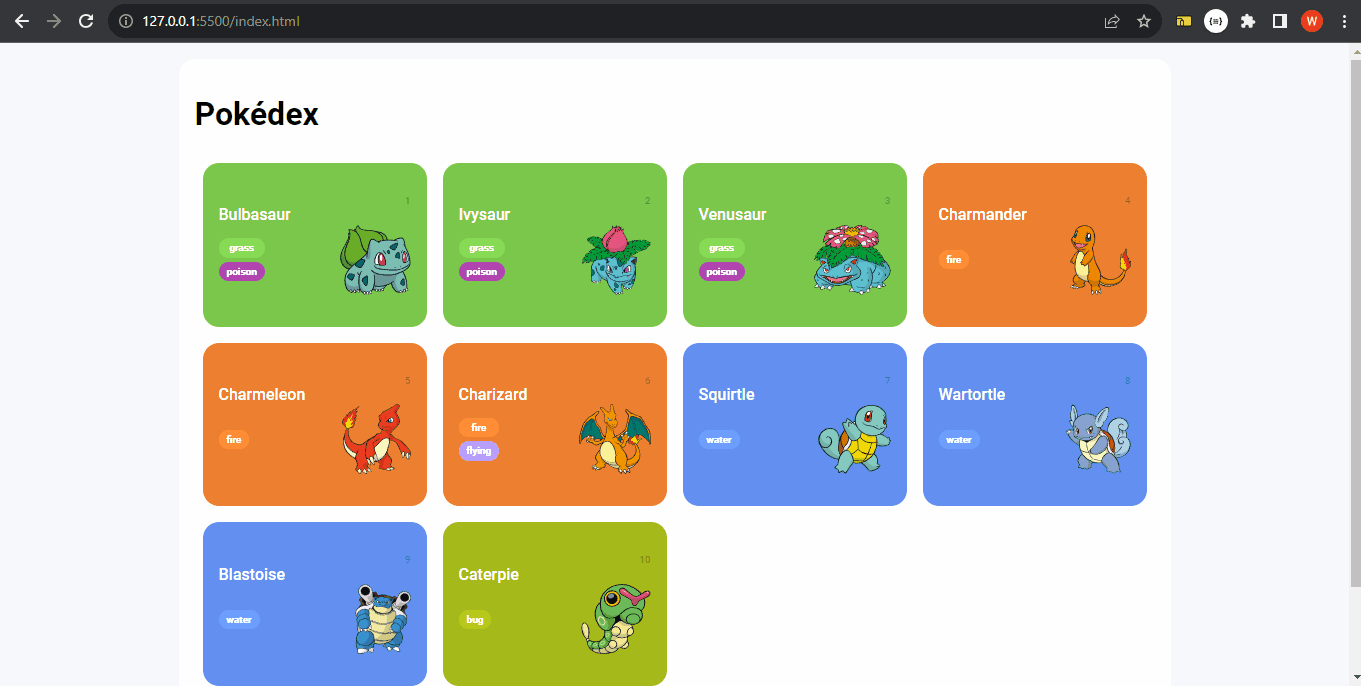 127.0.0.1:5500/index.html
W
Pokédex
1
Bulbasaur
grass
poison
2
Ivysaur
grass
poison
3
Venusaur
grass
poison
4
Charmander
fire
5
Charmeleon
fire
6
Charizard
fire
flying
7
Squirtle
water
8
Wartortle
water
9
Blastoise
water
10
Caterpie
bug